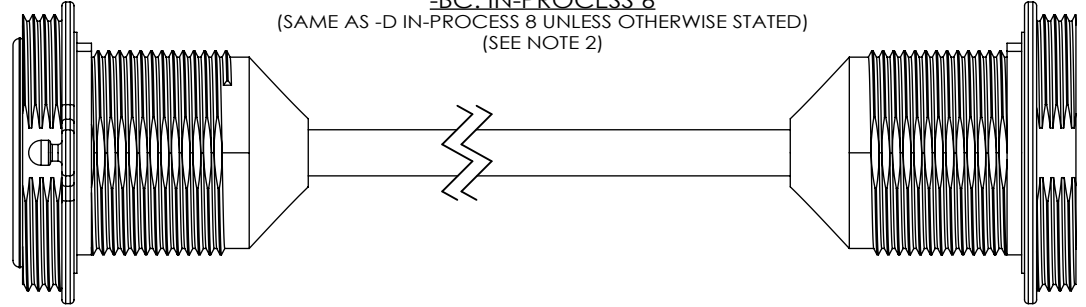 -BC: IN-PROCESS 8
(SAME AS -D IN-PROCESS 8 UNLESS OTHERWISE STATED)
(SEE NOTE 2)